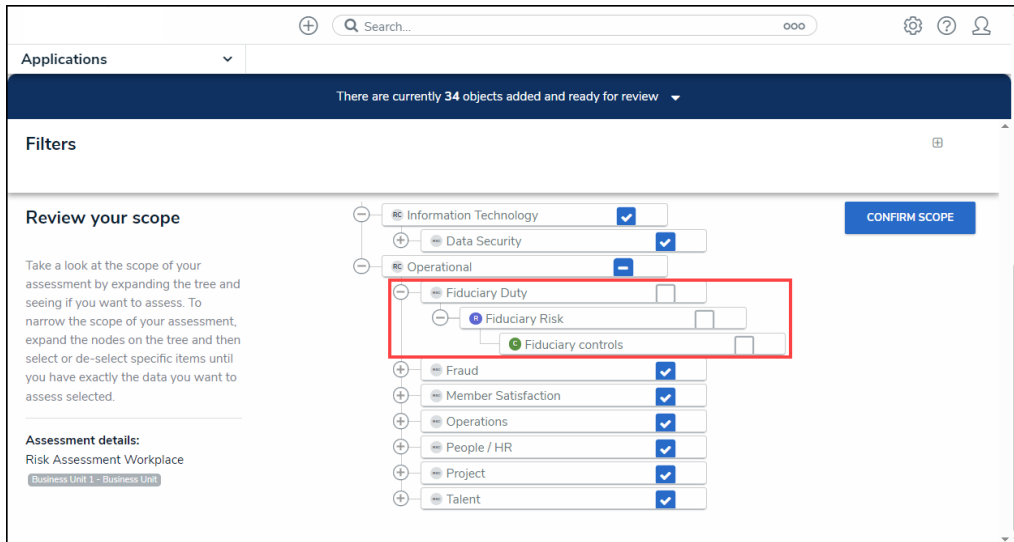 Search...
Applications
There are currently 34 objects added and ready for review
Filters
Review your scope
Take a look at the scope of your
assessment by expanding the tree and
seeing if you want to assess. To
narrow the scope of your assessment,
expand the nodes on the tree and then
select or de-select specific items until
you have exactly the data you want to
assess selected.
Assessment details:
Risk Assessment Workplace
Business Unit 1 - Business Unit
RC Information Technology
Data Security
RC Operational
Fiduciary Duty
R Fiduciary Risk
C Fiduciary controls
Fraud
Member Satisfaction
Operations
People / HR
Project
Talent
CONFIRM SCOPE